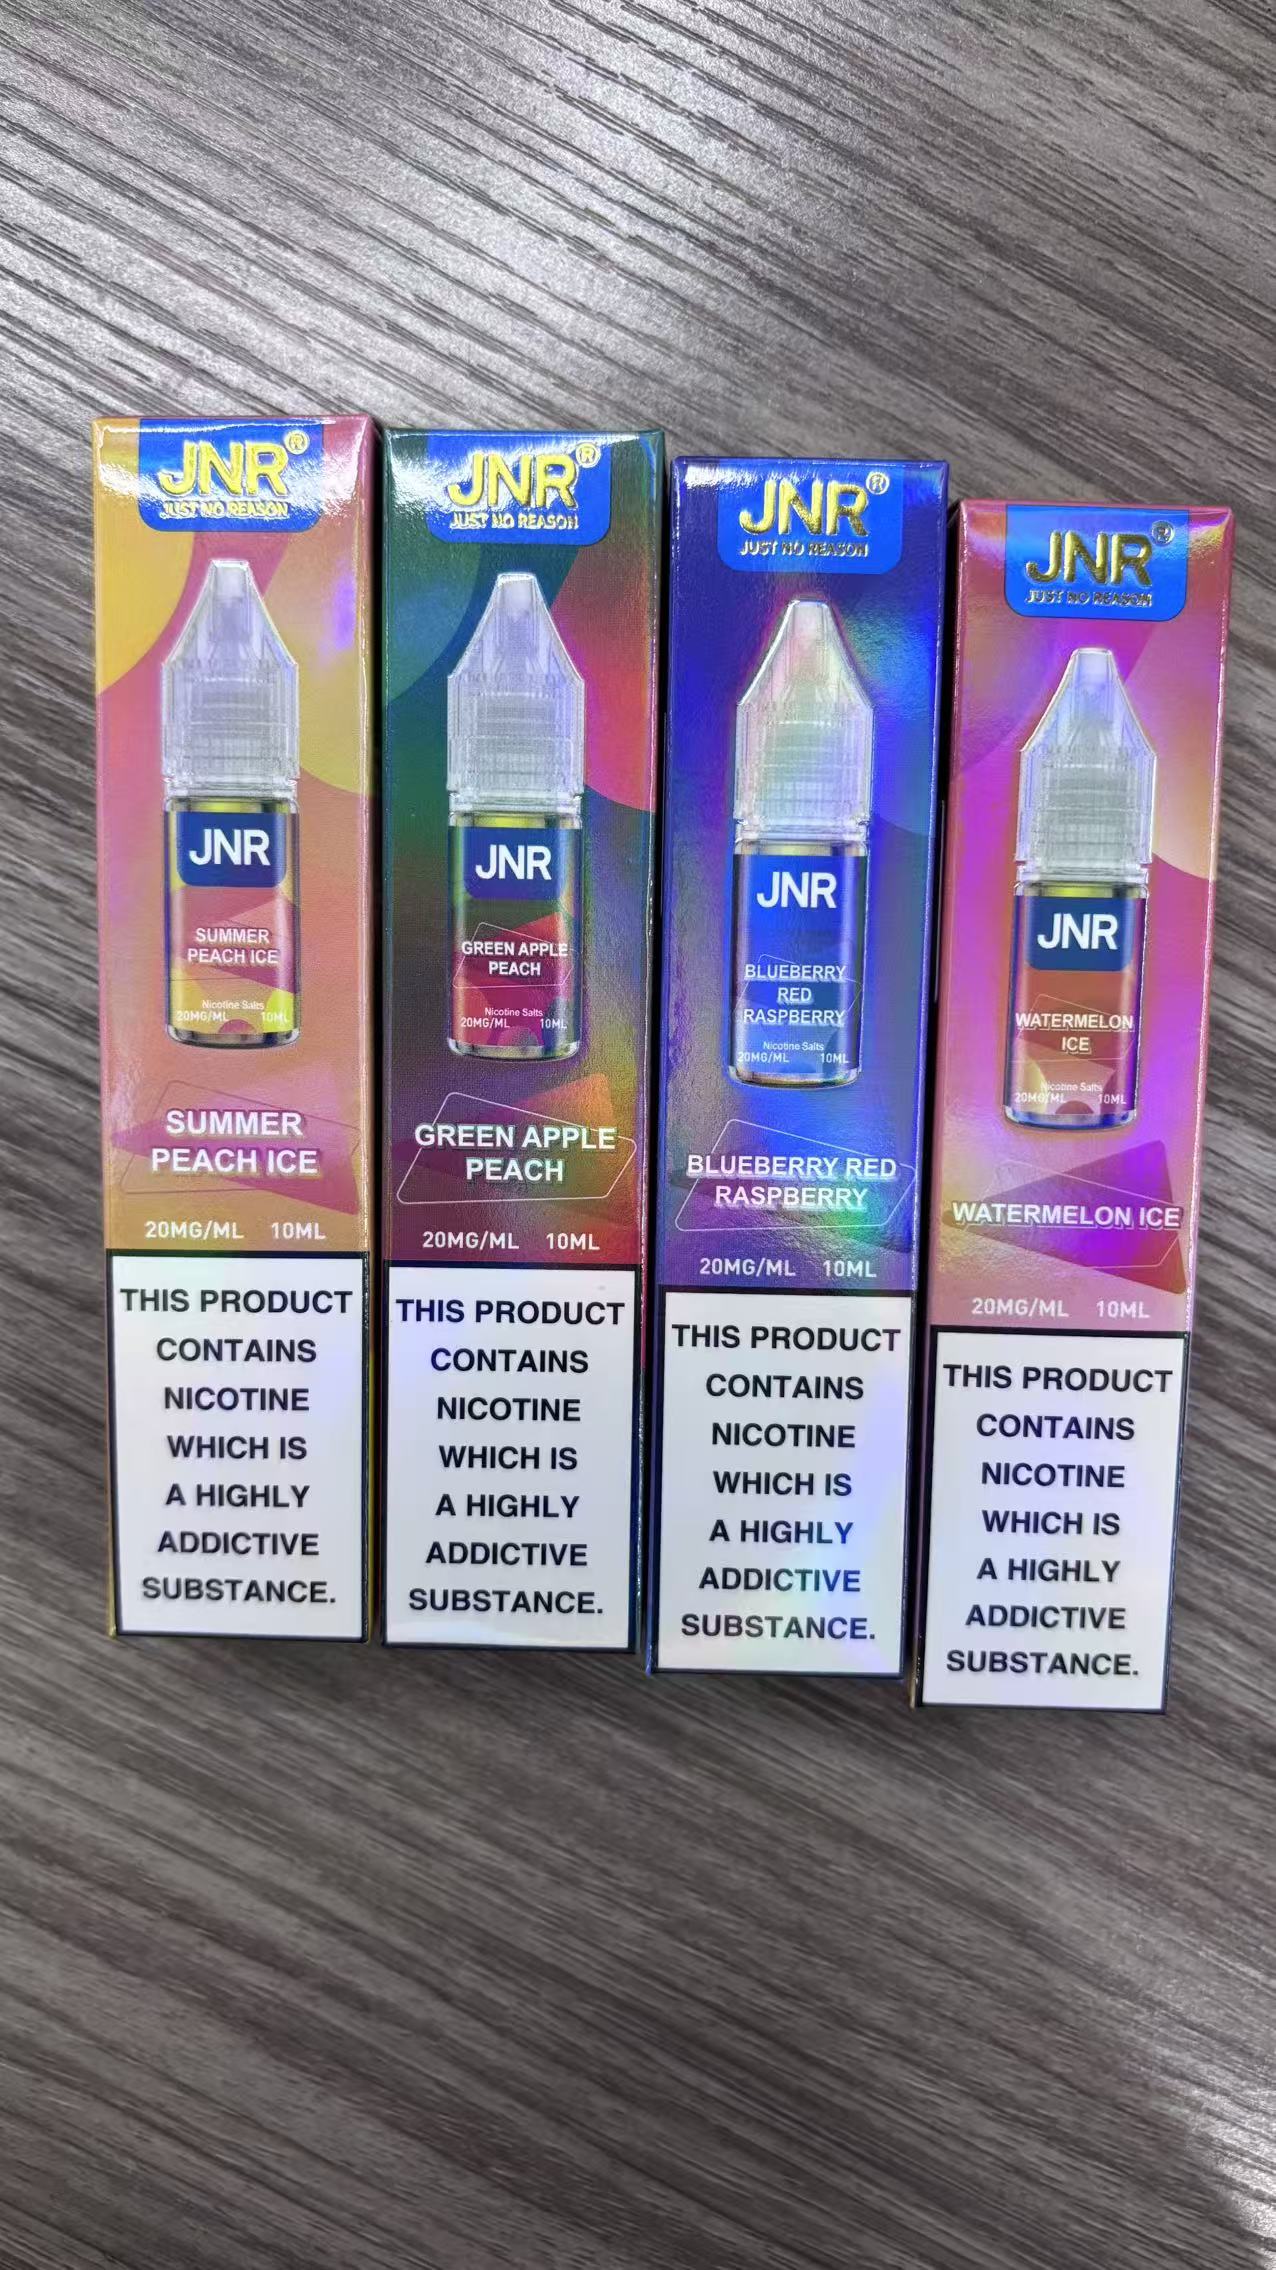 JNR®
JUST NO REASON
JNR
SUMMER
PEACH ICE
Nicotine Salts
20MG/ML 10ML
SUMMER
PEACH ICE
20MG/ML 10ML
THIS PRODUCT
CONTAINS
NICOTINE
WHICH IS
A HIGHLY
ADDICTIVE
SUBSTANCE.
JNR®
JUST NO REASON
JNR
GREEN APPLE
PEACH
Nicotine Salts
20MG/ML 10ML
GREEN APPLE
PEACH
20MG/ML 10ML
THIS PRODUCT
CONTAINS
NICOTINE
WHICH IS
A HIGHLY
ADDICTIVE
SUBSTANCE.
JNR®
JUST NO REASON
JNR
BLUEBERRY
RED
RASPBERRY
Nicotine Salts
20MG/ML 10ML
BLUEBERRY RED
RASPBERRY
20MG/ML 10ML
THIS PRODUCT
CONTAINS
NICOTINE
WHICH IS
A HIGHLY
ADDICTIVE
SUBSTANCE.
JNR®
JUST NO REASON
JNR
WATERMELON
ICE
Nicotine Salts
20MG/ML 10ML
WATERMELON ICE
20MG/ML 10ML
THIS PRODUCT
CONTAINS
NICOTINE
WHICH IS
A HIGHLY
ADDICTIVE
SUBSTANCE.